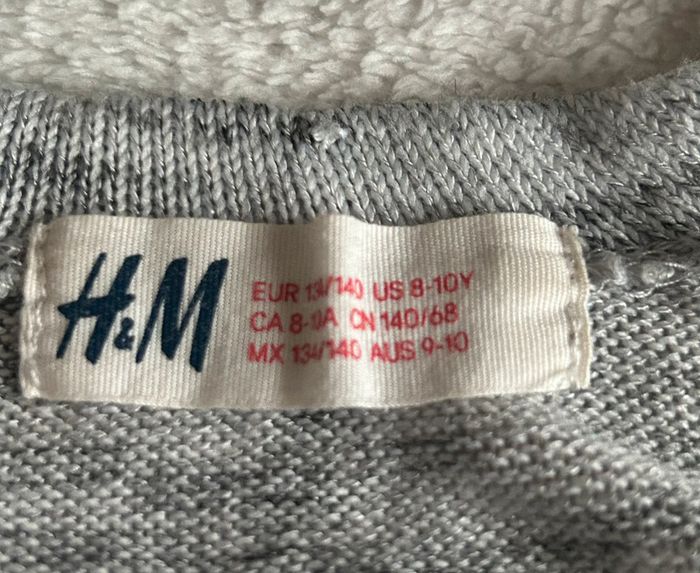 H&M
EUR 134/140 US 8-10Y
CA 8-10A CN 140/68
MX 134/140 AUS 9-10